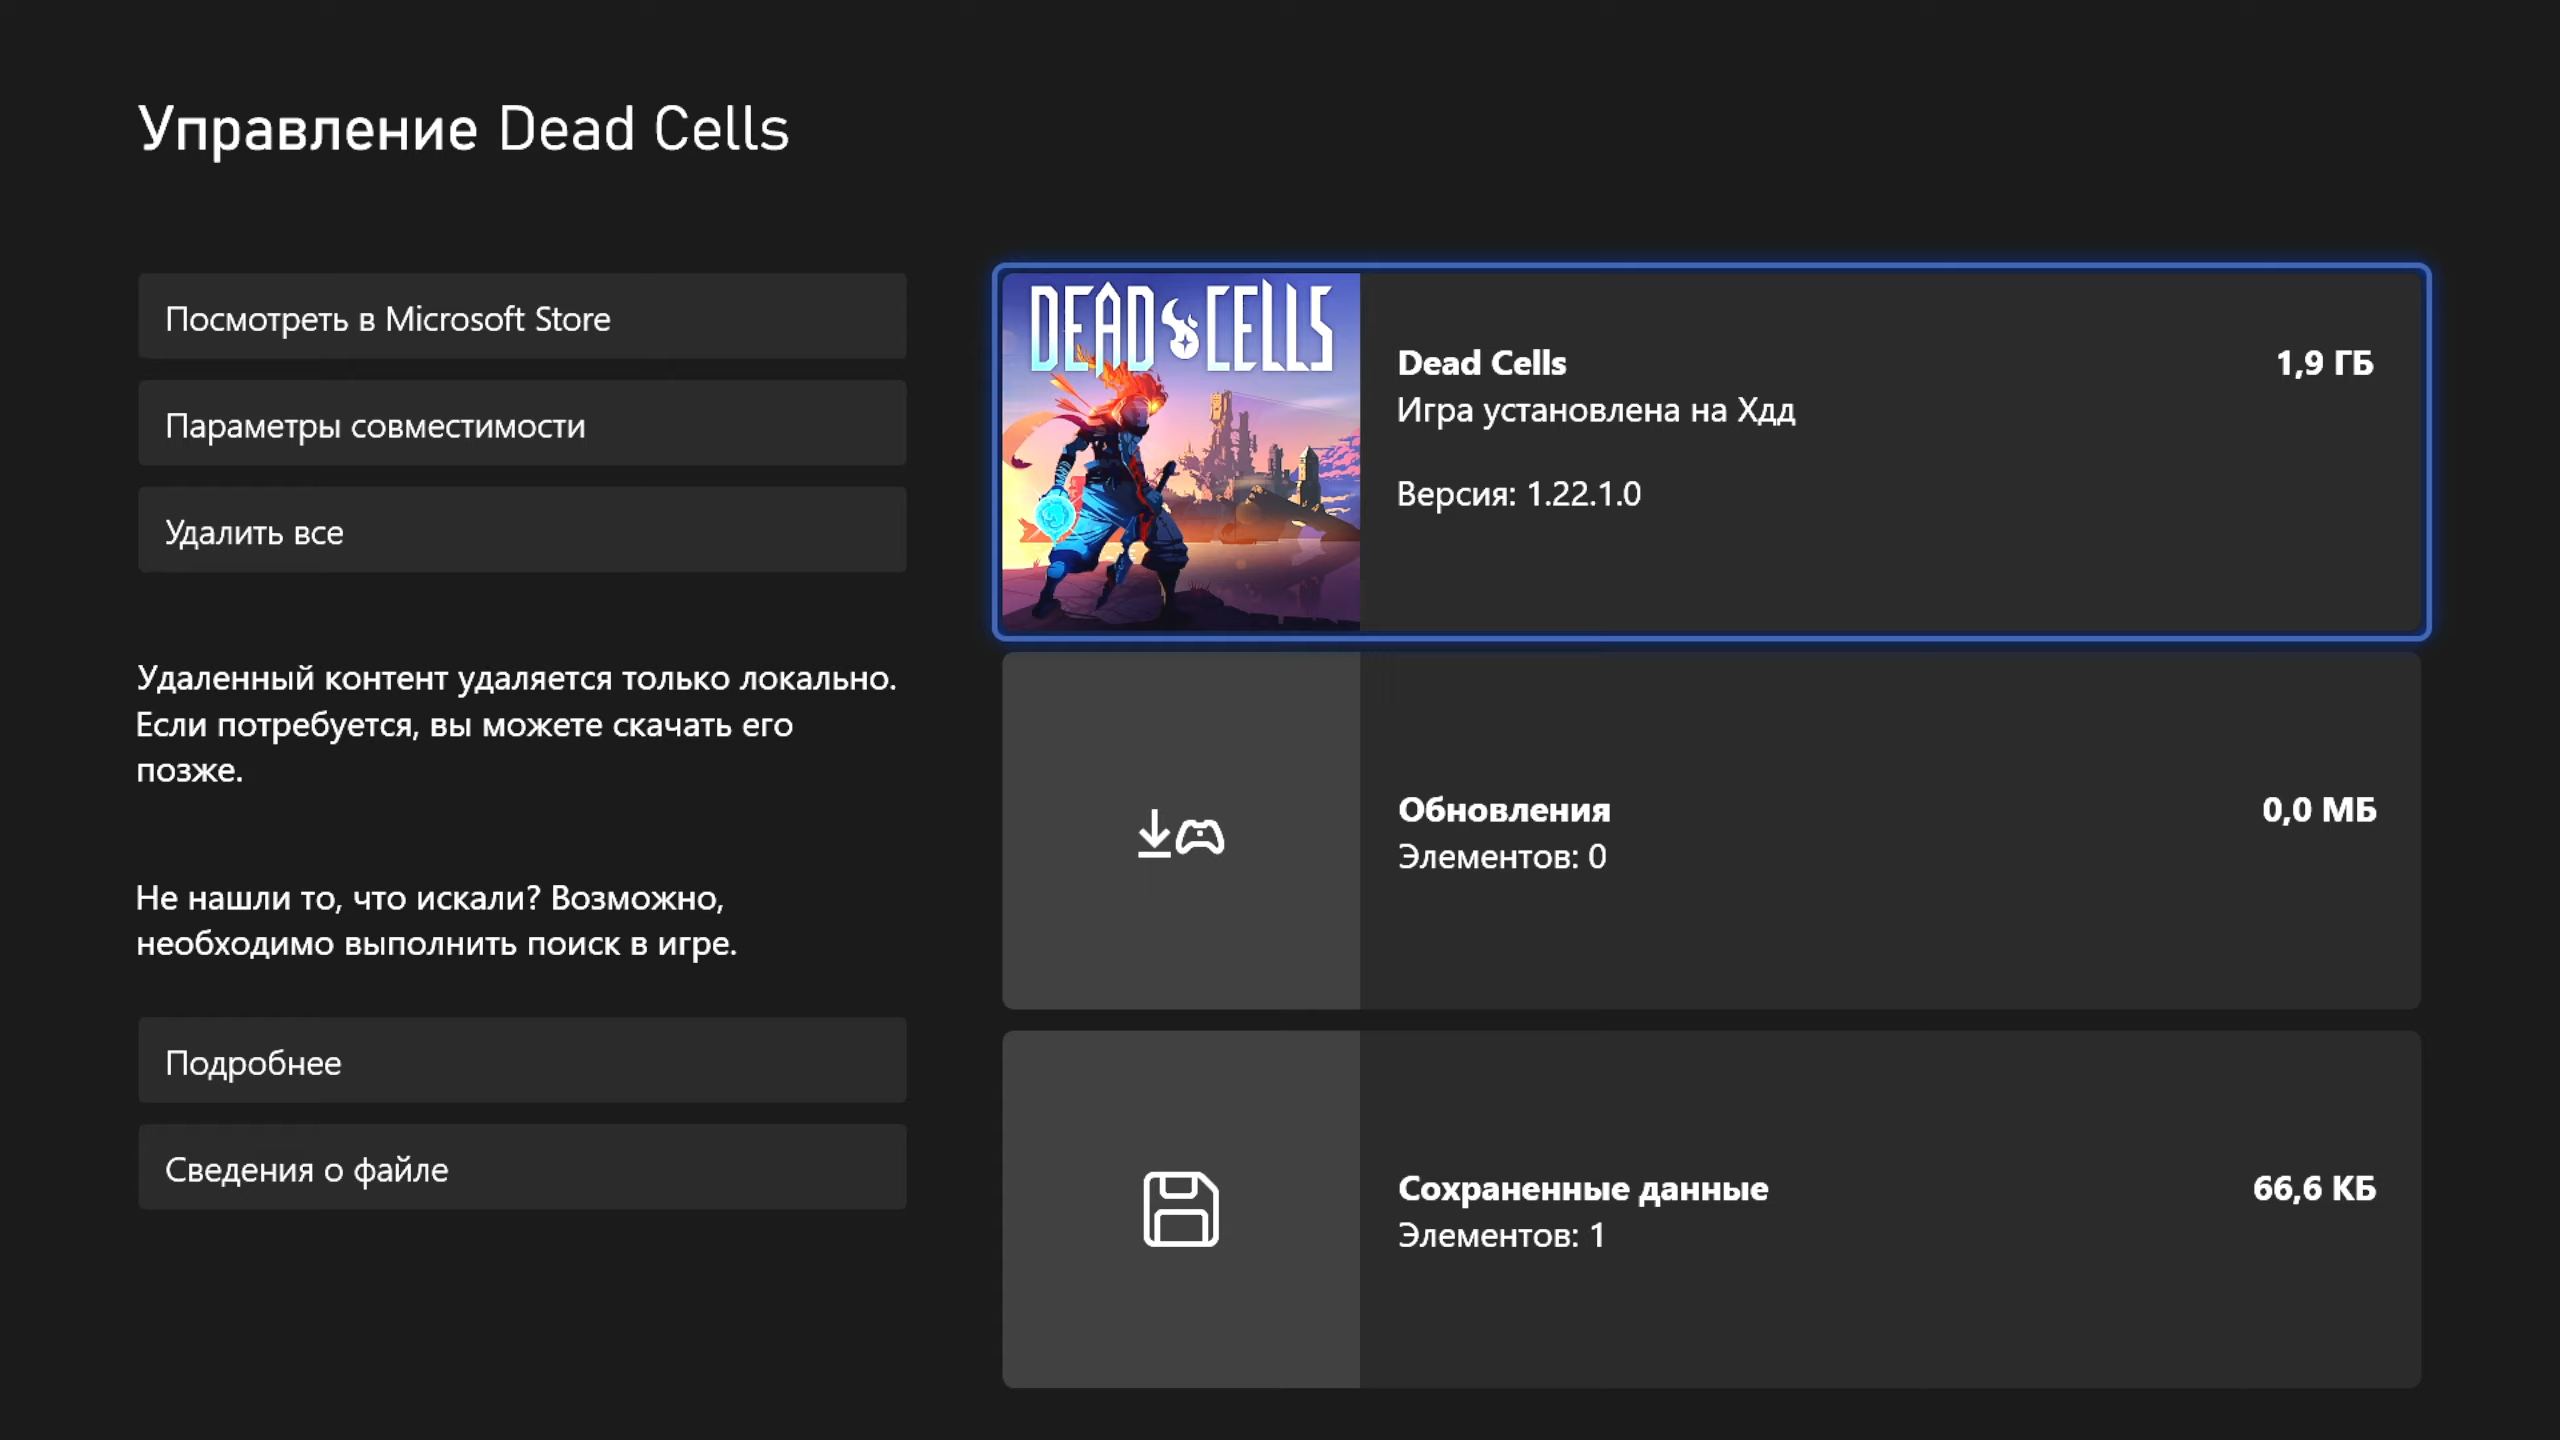 Управление Dead Cells
Посмотреть в Microsoft Store
Параметры совместимости
Удалить все
Удаленный контент удаляется только локально.
Если потребуется, вы можете скачать его
позже.
Не нашли то, что искали? Возможно,
необходимо выполнить поиск в игре.
Подробнее
Сведения о файле
DEAD CELLS
Dead Cells 1,9 ГБ
Игра установлена на Хдд
Версия: 1.22.1.0
Обновления 0,0 МБ
Элементов: 0
Сохраненные данные 66,6 КБ
Элементов: 1